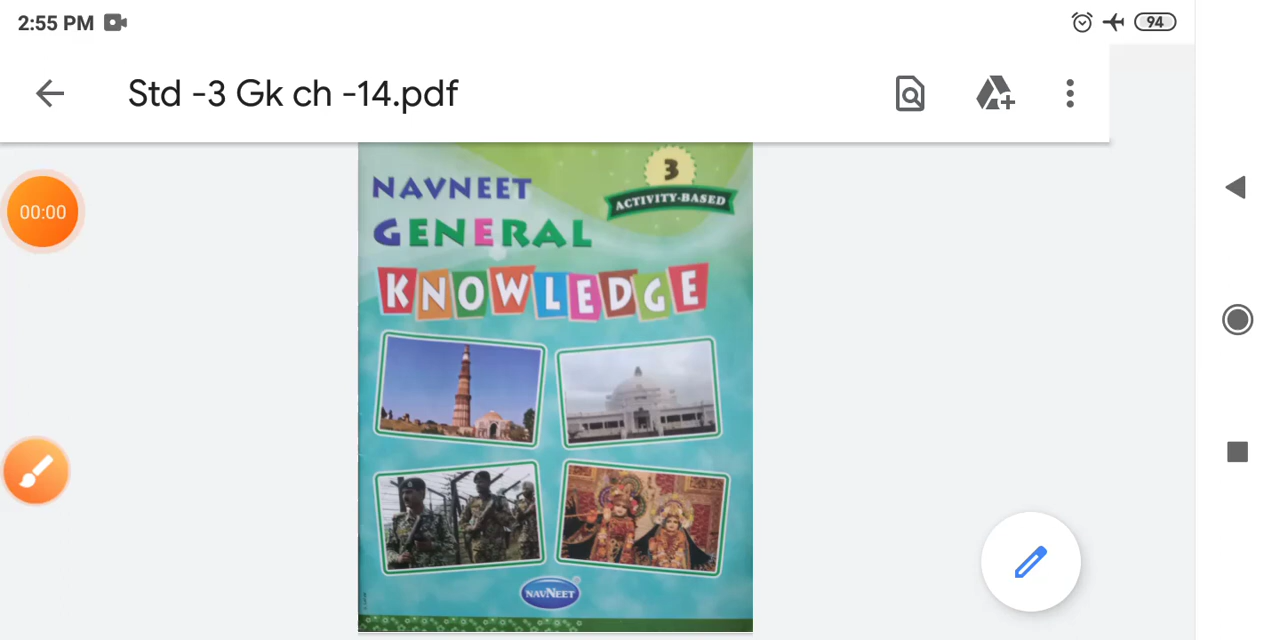 2:55 PM
94
Std -3 Gk ch -14.pdf
00:00
3
ACTIVITY-BASED
NAVNEET
GENERAL
KNOWLEDGE
NAVNEET